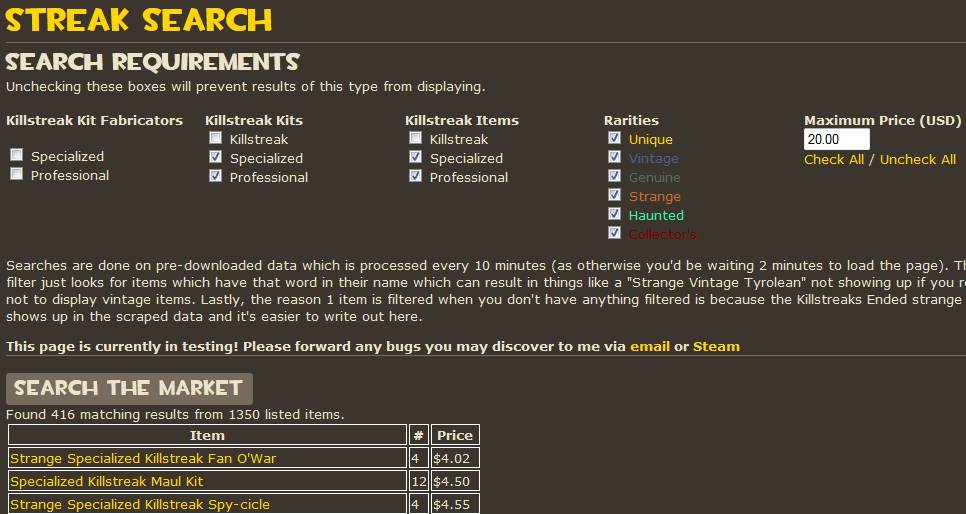 STREAK SEARCH
SEARCH REQUIREMENTS
Unchecking these boxes will prevent results of this type from displaying.
Killstreak Kit Fabricators
Specialized
Professional
Killstreak Kits
Killstreak
Specialized
Professional
Killstreak Items
Killstreak
Specialized
Professional
Rarities
Unique
Vintage
Genuine
Strange
Haunted
Collector's
Maximum Price (USD)
20.00
Check All / Uncheck All
Searches are done on pre-downloaded data which is processed every 10 minutes (as otherwise you'd be waiting 2 minutes to load the page).
filter just looks for items which have that word in their name which can result in things like a "Strange Vintage Tyrolean" not showing up if you
not to display vintage items. Lastly, the reason 1 item is filtered when you don't have anything filtered is because the Killstreaks Ended strange
shows up in the scraped data and it's easier to write out here.
This page is currently in testing! Please forward any bugs you may discover to me via email or Steam
SEARCH THE MARKET
Found 416 matching results from 1350 listed items.
Item # Price
Strange Specialized Killstreak Fan O'War 4 $4.02
Specialized Killstreak Maul Kit 12 $4.50
Strange Specialized Killstreak Spy-cicle 4 $4.55